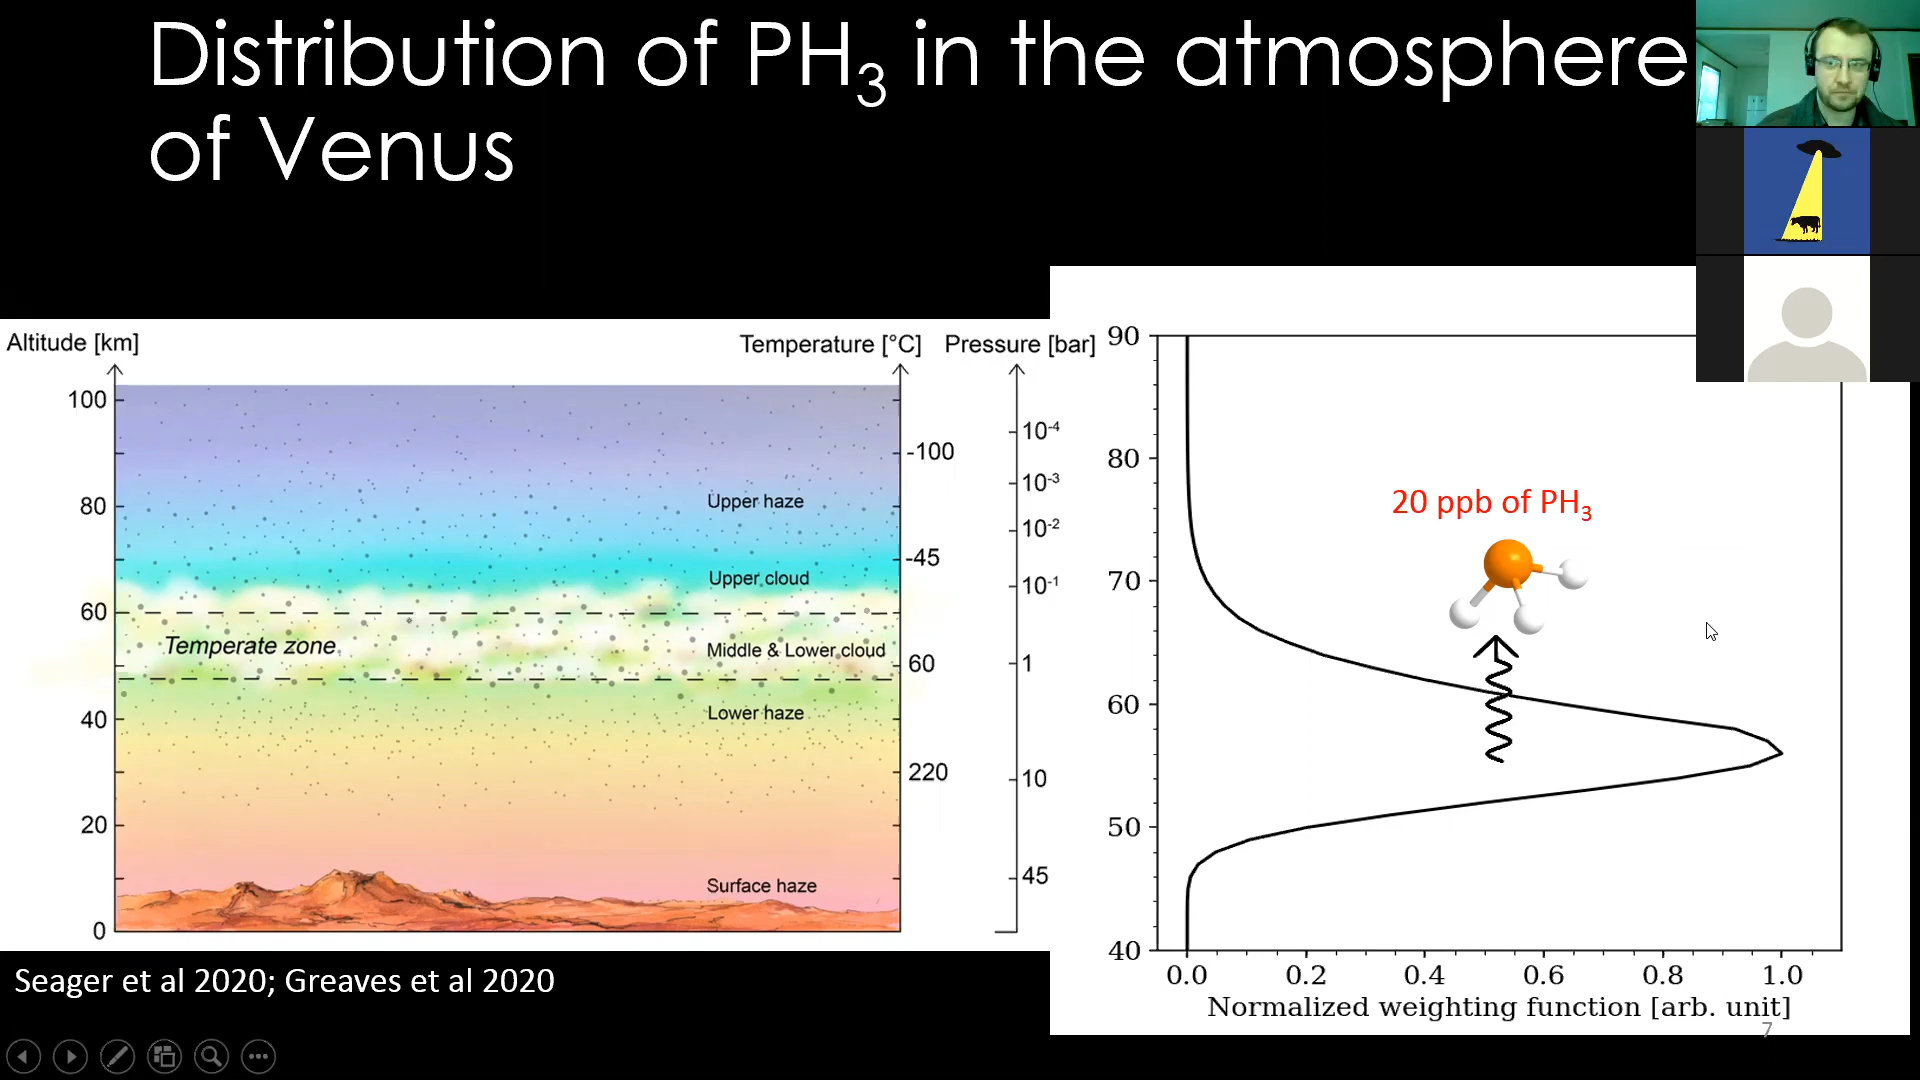 Distribution of PH₃ in the atmosphere
of Venus
Altitude [km]
Temperature [°C]
Pressure [bar]
100
80
60
40
20
0
-100
-45
60
220
10⁻⁴
10⁻³
10⁻²
10⁻¹
1
10
45
Upper haze
Upper cloud
Temperate zone
Middle & Lower cloud
Lower haze
Surface haze
90
80
70
60
50
40
20 ppb of PH₃
0.0 0.2 0.4 0.6 0.8 1.0
Normalized weighting function [arb. unit]
Seager et al 2020; Greaves et al 2020
7